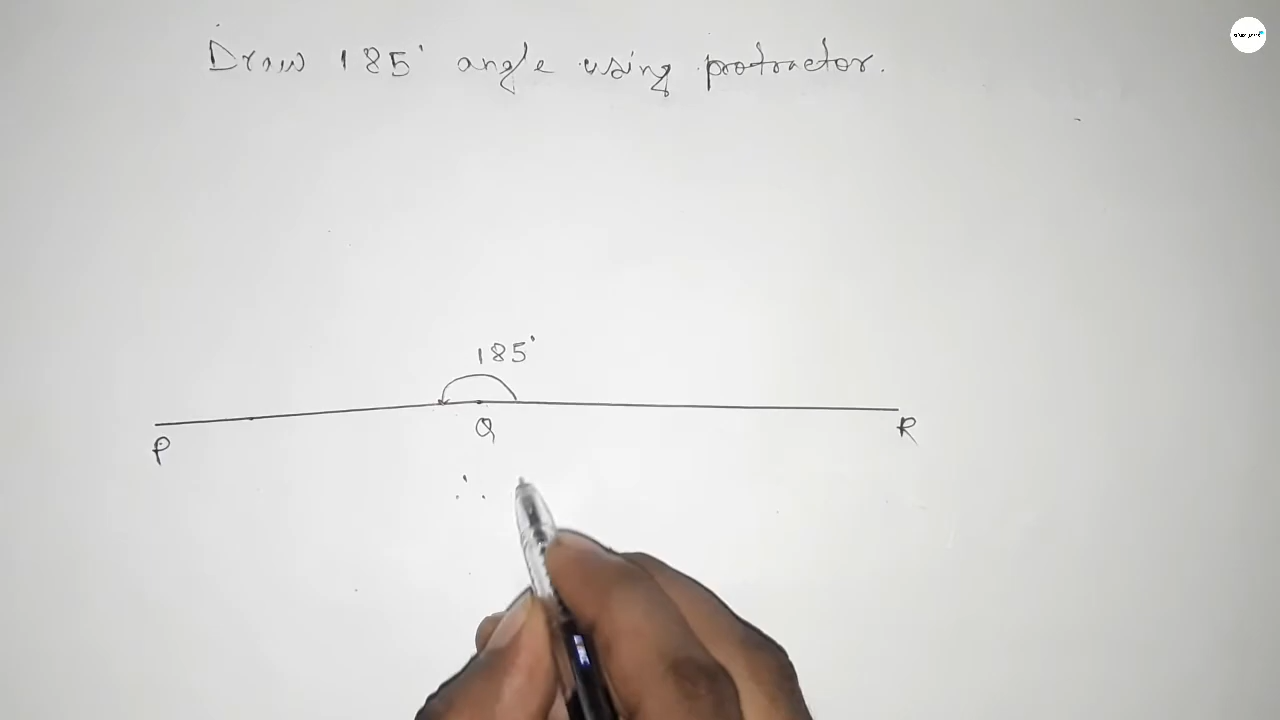 Draw 185° angle using protractor.
185°
P
Q
R
∴